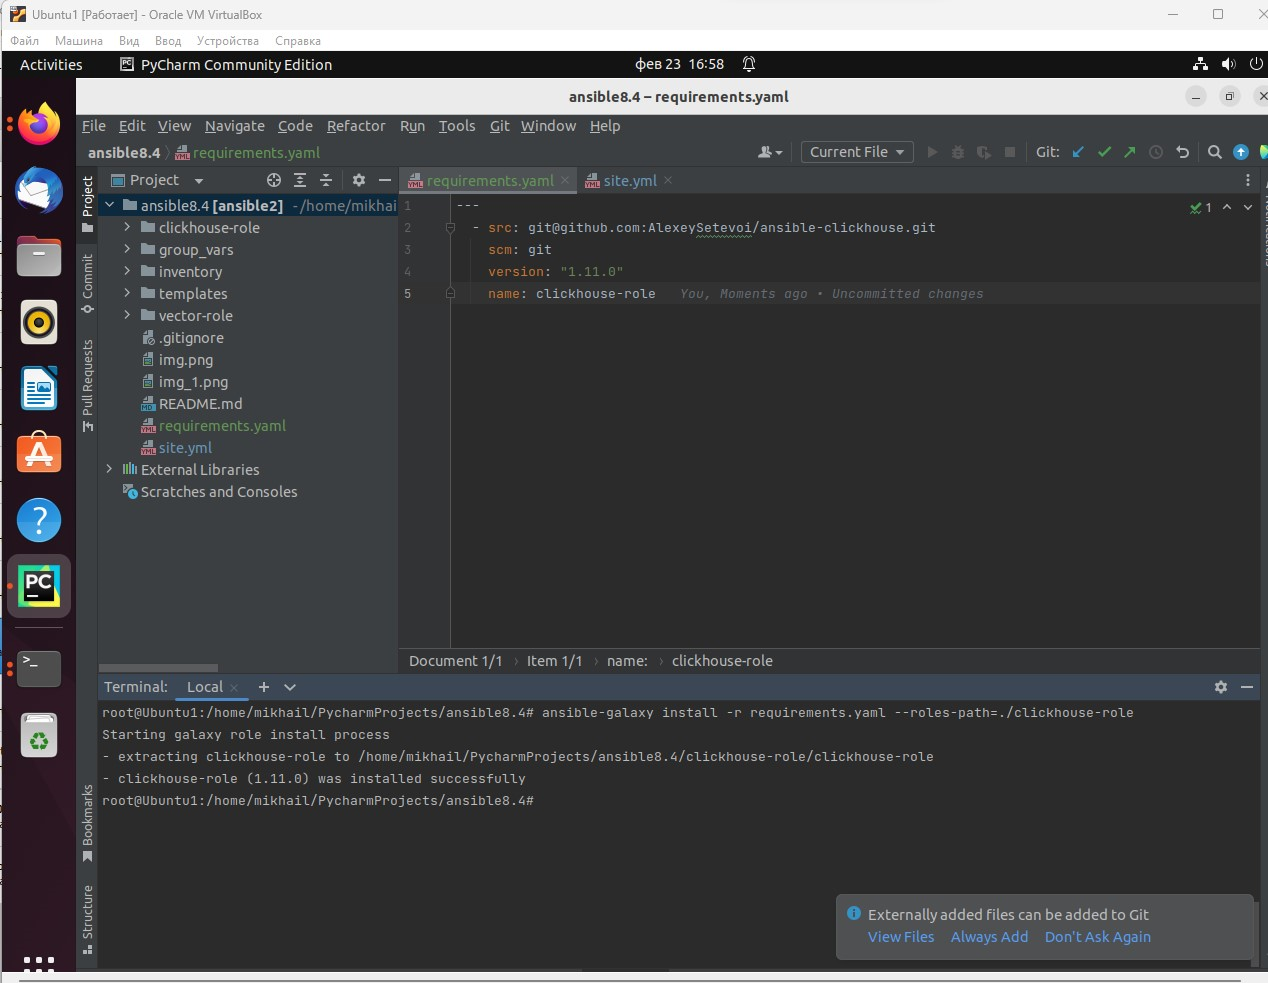 Ubuntu1 [Работает] - Oracle VM VirtualBox
Файл Машина Вид Ввод Устройства Справка
Activities PyCharm Community Edition фев 23 16:58
ansible8.4 – requirements.yaml
File Edit View Navigate Code Refactor Run Tools Git Window Help
ansible8.4 requirements.yaml Current File Git:
Project requirements.yaml site.yml
Project
Commit
Pull Requests
Bookmarks
Structure
ansible8.4 [ansible2] ~/home/mikhai
clickhouse-role
group_vars
inventory
templates
vector-role
.gitignore
img.png
img_1.png
README.md
requirements.yaml
site.yml
External Libraries
Scratches and Consoles
1 ---
2 - src: git@github.com:AlexeySetevoi/ansible-clickhouse.git
3 scm: git
4 version: "1.11.0"
5 name: clickhouse-role You, Moments ago • Uncommitted changes
1
Document 1/1 › Item 1/1 › name: › clickhouse-role
Terminal: Local
root@Ubuntu1:/home/mikhail/PycharmProjects/ansible8.4# ansible-galaxy install -r requirements.yaml --roles-path=./clickhouse-role
Starting galaxy role install process
- extracting clickhouse-role to /home/mikhail/PycharmProjects/ansible8.4/clickhouse-role/clickhouse-role
- clickhouse-role (1.11.0) was installed successfully
root@Ubuntu1:/home/mikhail/PycharmProjects/ansible8.4#
Externally added files can be added to Git
View Files Always Add Don't Ask Again